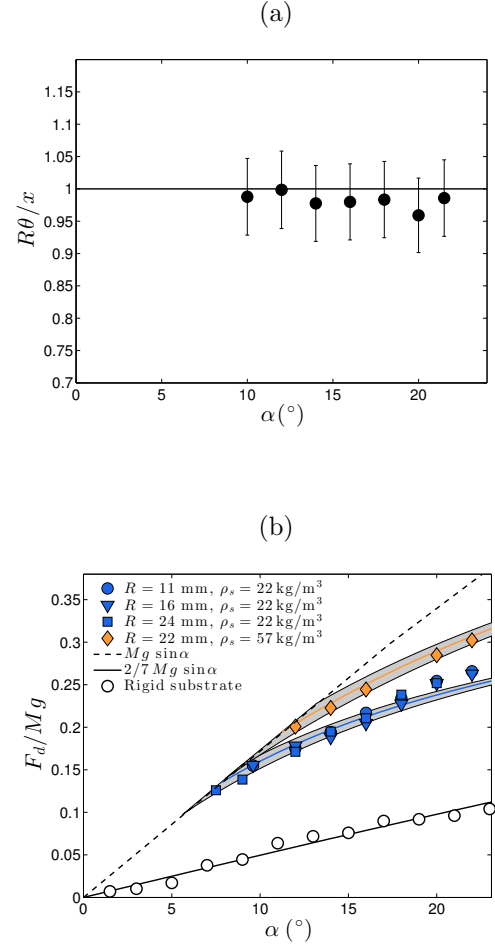 (a)
1.15
1.1
1.05
1
0.95
0.9
0.85
0.8
0.75
0.7
Rθ/x
0 5 10 15 20
α(°)
(b)
0.35
0.3
0.25
0.2
0.15
0.1
0.05
0
F_d/Mg
R = 11 mm, ρ_s = 22 kg/m³
R = 16 mm, ρ_s = 22 kg/m³
R = 24 mm, ρ_s = 22 kg/m³
R = 22 mm, ρ_s = 57 kg/m³
Mg sinα
2/7 Mg sinα
Rigid substrate
0 5 10 15 20
α (°)